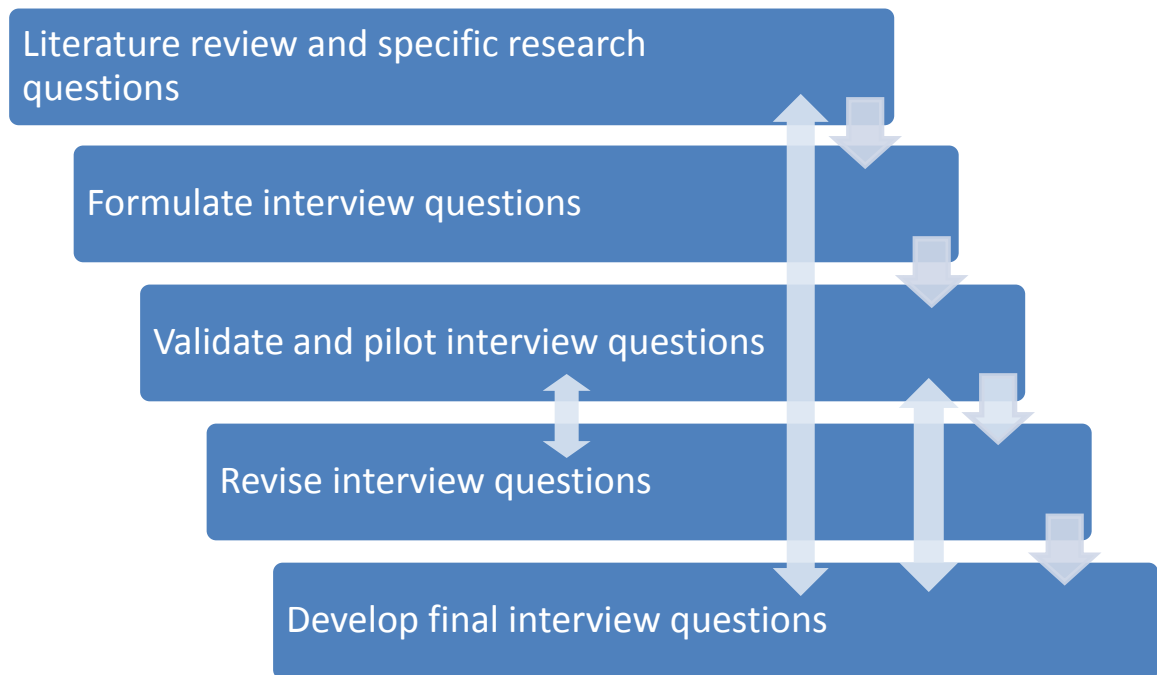 Literature review and specific research
questions
Formulate interview questions
Validate and pilot interview questions
Revise interview questions
Develop final interview questions